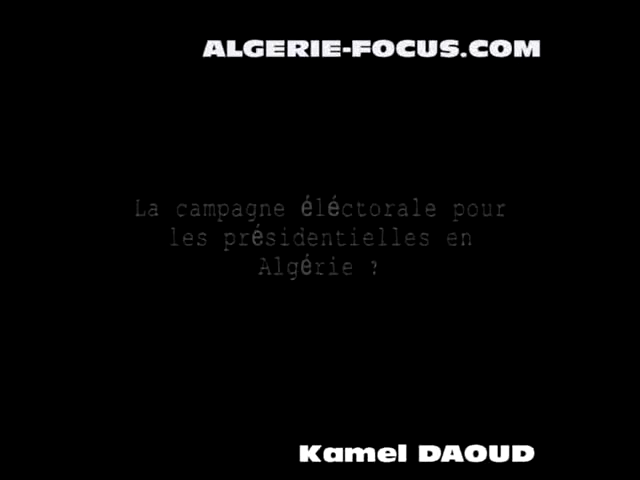 ALGERIE-FOCUS.COM
La campagne éléctorale pour
les présidentielles en
Algérie ?
Kamel DAOUD